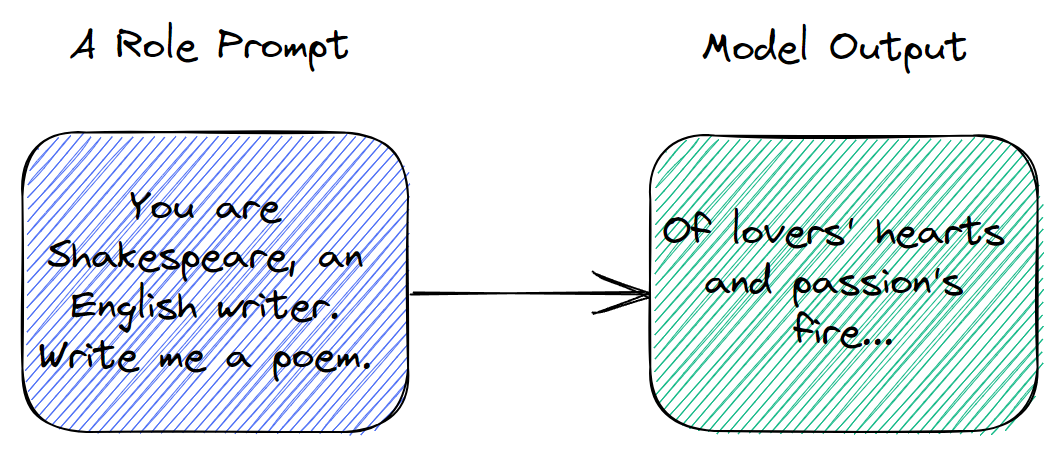 A Role Prompt
Model Output
You are
Shakespeare, an
English writer.
Write me a poem.
Of lovers' hearts
and passion's
fire...